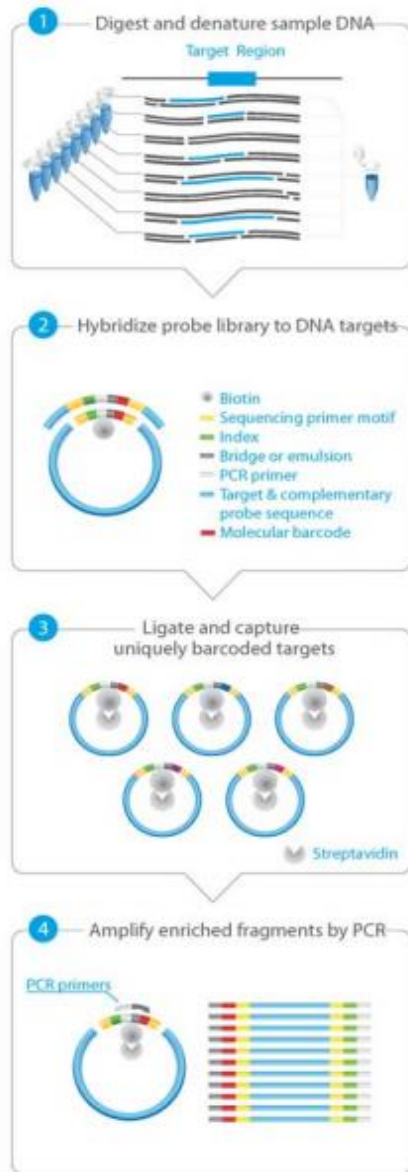 1 Digest and denature sample DNA
Target Region
2 Hybridize probe library to DNA targets
Biotin
Sequencing primer motif
Index
Bridge or emulsion
PCR primer
Target & complementary
probe sequence
Molecular barcode
3 Ligate and capture
uniquely barcoded targets
Streptavidin
4 Amplify enriched fragments by PCR
PCR primers